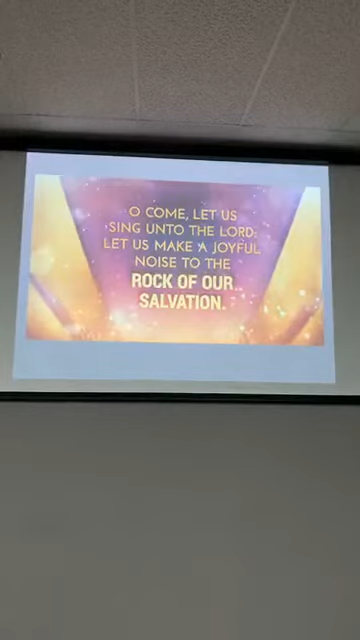 O COME, LET US
SING UNTO THE LORD:
LET US MAKE A JOYFUL
NOISE TO THE
ROCK OF OUR
SALVATION.